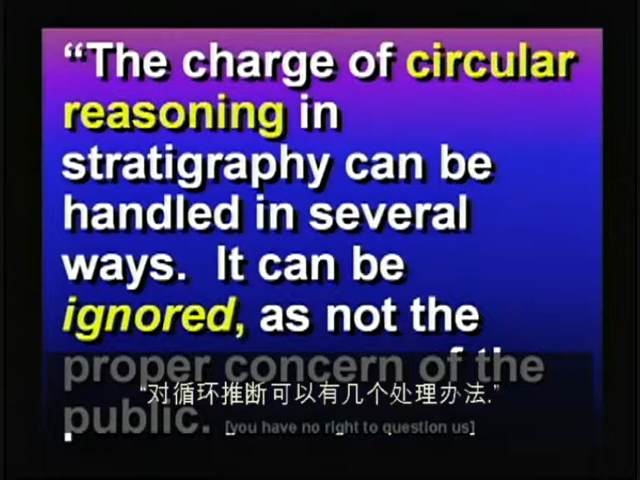 “The charge of circular
reasoning in
stratigraphy can be
handled in several
ways.  It can be
ignored, as not the
proper concern of the
public. [you have no right to question us]
“对循环推断可以有几个处理办法.”